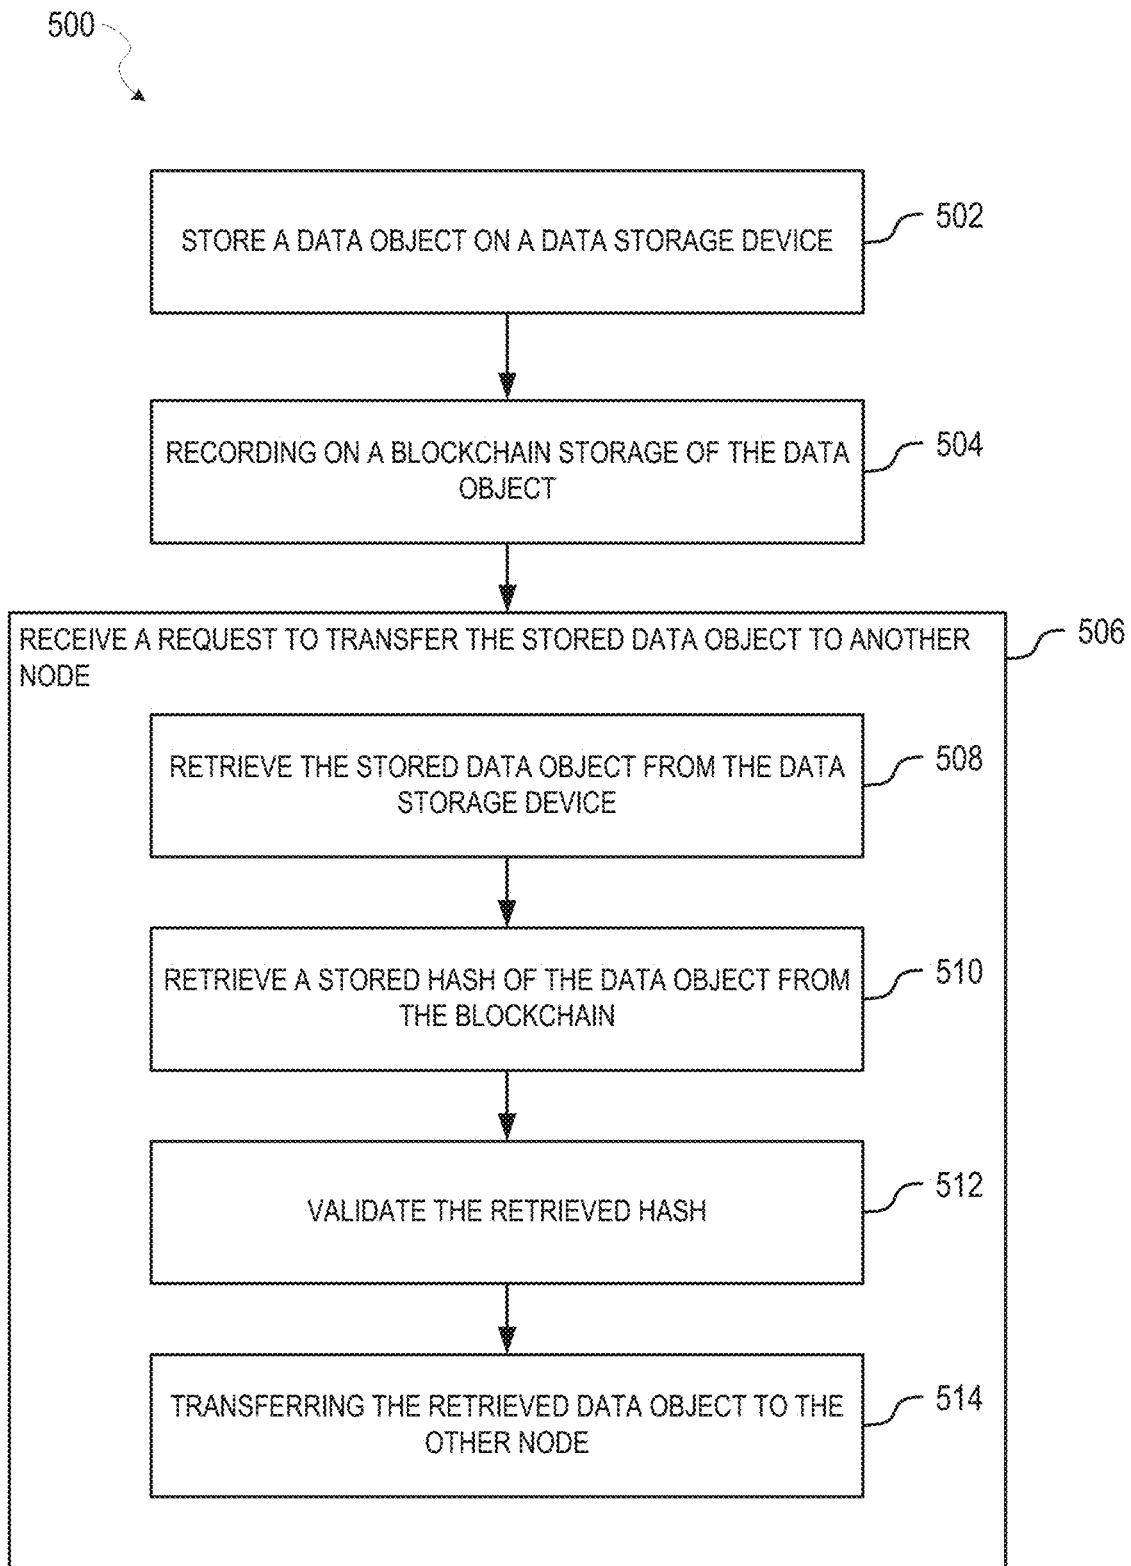 500
STORE A DATA OBJECT ON A DATA STORAGE DEVICE
502
RECORDING ON A BLOCKCHAIN STORAGE OF THE DATA
OBJECT
504
RECEIVE A REQUEST TO TRANSFER THE STORED DATA OBJECT TO ANOTHER
NODE
506
RETRIEVE THE STORED DATA OBJECT FROM THE DATA
STORAGE DEVICE
508
RETRIEVE A STORED HASH OF THE DATA OBJECT FROM
THE BLOCKCHAIN
510
VALIDATE THE RETRIEVED HASH
512
TRANSFERRING THE RETRIEVED DATA OBJECT TO THE
OTHER NODE
514